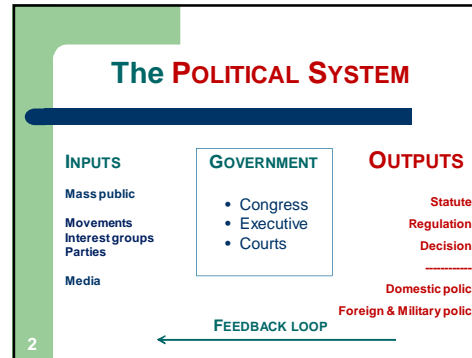 The POLITICAL SYSTEM
INPUTS
Mass public
Movements
Interest groups
Parties
Media
GOVERNMENT
• Congress
• Executive
• Courts
OUTPUTS
Statute
Regulation
Decision
------------
Domestic polic
Foreign & Military polic
FEEDBACK LOOP
2